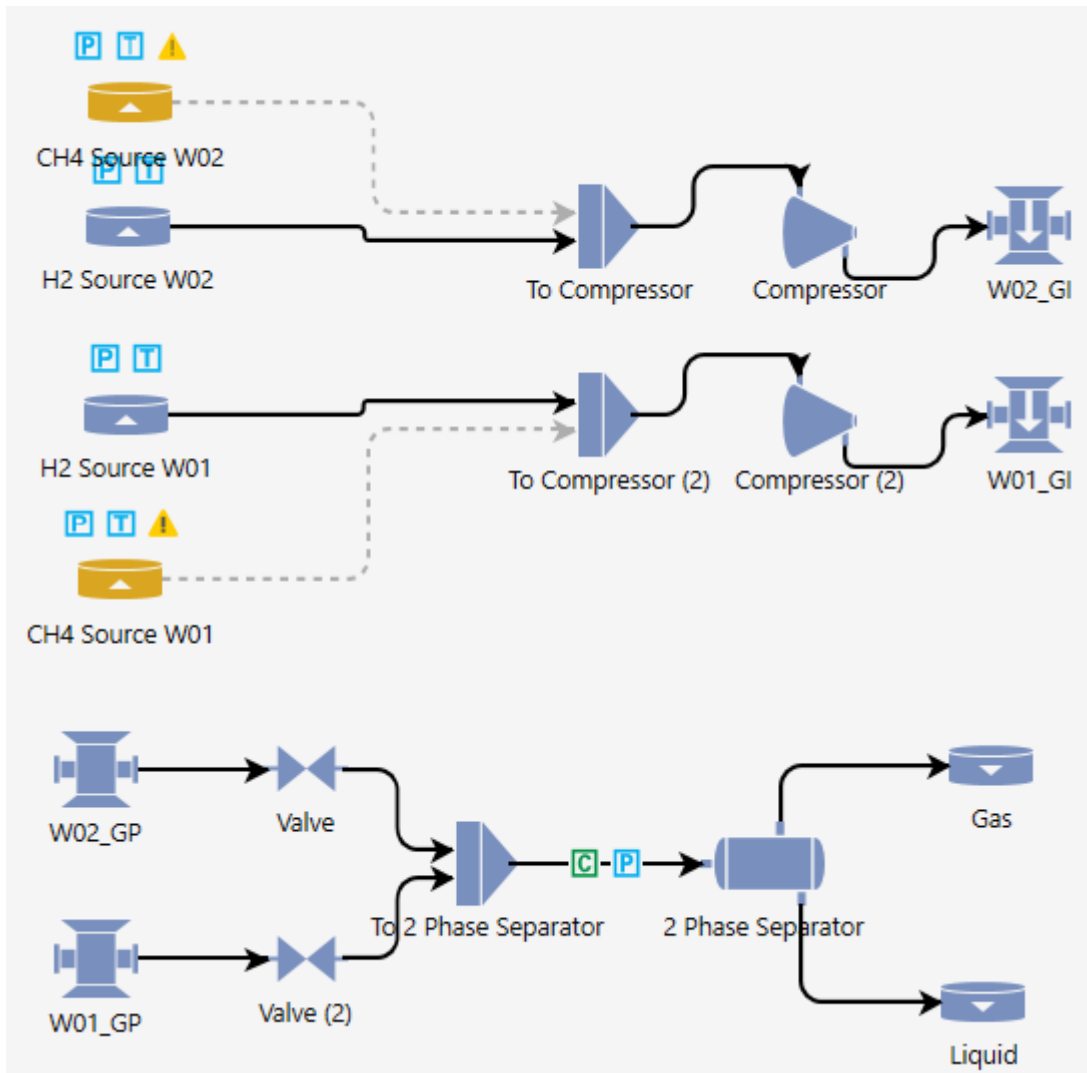 P T
CH4 Source W02
P T
H2 Source W02
To Compressor
Compressor
W02_GI
P T
H2 Source W01
To Compressor (2)
Compressor (2)
W01_GI
P T
CH4 Source W01
W02_GP
Valve
Gas
C P
To 2 Phase Separator
2 Phase Separator
W01_GP
Valve (2)
Liquid